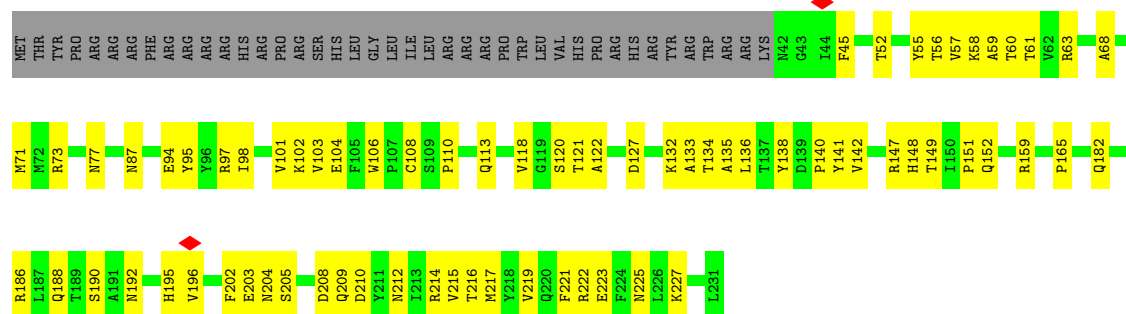 MET THR TYR PRO ARG ARG ARG PHE ARG ARG ARG ARG HIS ARG PRO ARG SER HIS LEU GLY LEU ILE LEU ARG ARG ARG PRO TRP LEU VAL HIS PRO ARG HIS ARG TYR ARG TRP ARG ARG LYS N42 G43 I44 F45 T52 Y55 T56 V57 K58 A59 T60 T61 V62 R63 A68
M71 M72 R73 N77 N87 E94 Y95 Y96 R97 I98 V101 K102 V103 E104 F105 W106 P107 C108 S109 P110 Q113 V118 G119 S120 T121 A122 D127 K132 A133 T134 A135 L136 T137 Y138 D139 P140 Y141 V142 R147 H148 T149 I150 P151 Q152 R159 P165 Q182
R186 L187 Q188 T189 S190 A191 N192 H195 V196 F202 E203 N204 S205 D208 Q209 D210 Y211 N212 I213 R214 V215 T216 M217 Y218 V219 Q220 F221 R222 E223 F224 N225 L226 K227 L231